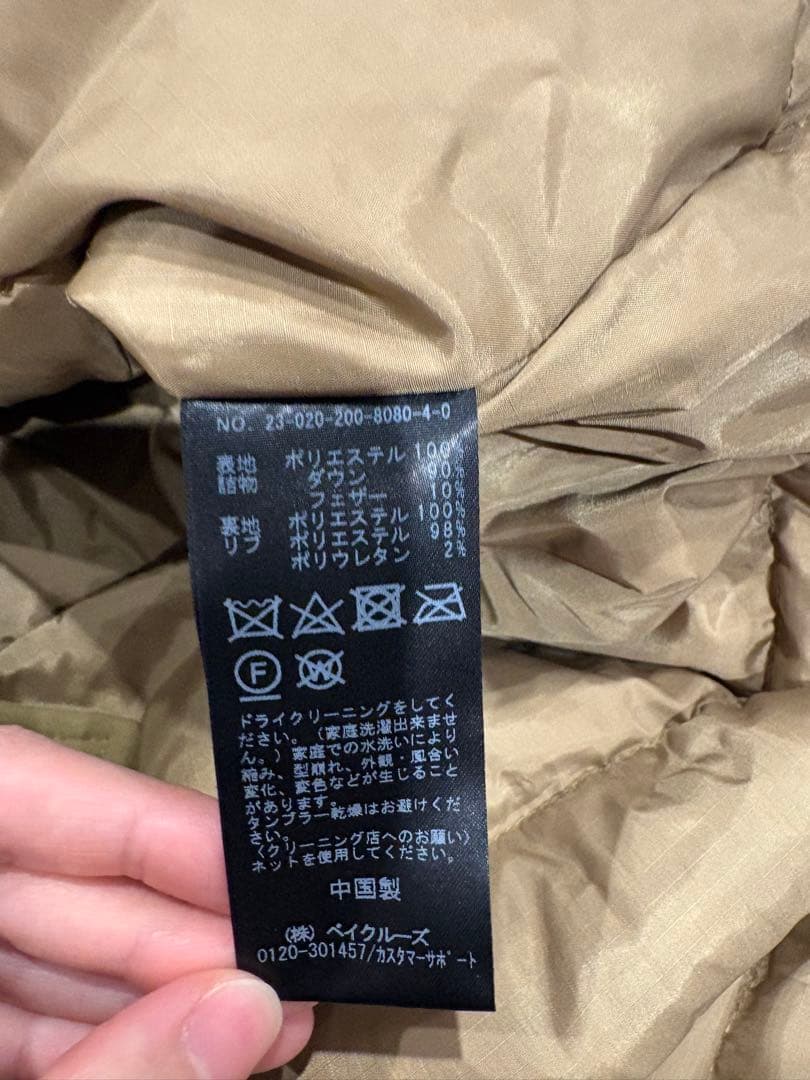 NO. 23-020-200-8080-4-0
表地 ポリエステル 100%
詰物 ダウン 90%
フェザー 10%
裏地 ポリエステル 100%
リブ ポリエステル 98%
ポリウレタン 2%
F W
ドライクリーニングをしてく
ださい。（家庭洗濯出来ませ
ん。）家庭での水洗いにより
縮み、型崩れ、外観・風合い
変化、変色などが生じること
があります。
タンブラー乾燥はお避けくだ
さい。
〈クリーニング店へのお願い〉
ネットを使用してください。
中国製
（株）ベイクルーズ
0120-301457/カスタマーサポート